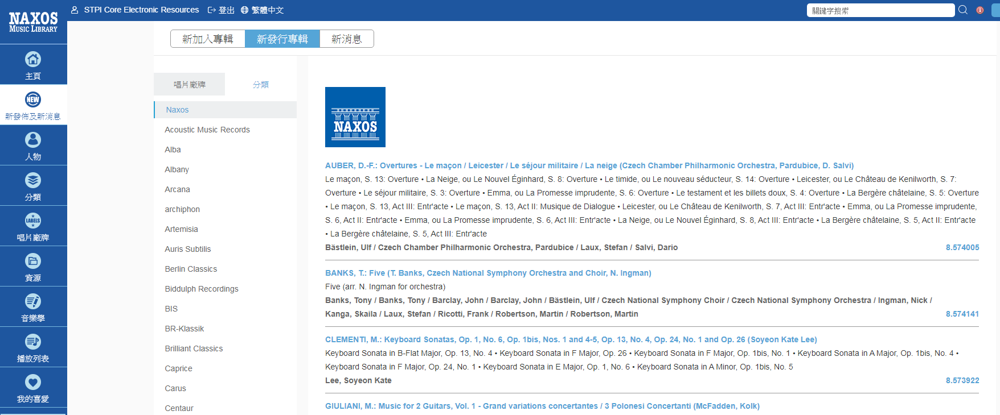 NAXOS
MUSIC LIBRARY
STPI Core Electronic Resources
登出
繁體中文
關鍵字搜索
主頁
NEW
新發佈及新消息
人物
分類
LABELS
唱片廠牌
資源
音樂學
播放列表
我的喜愛
新加入專輯
新發行專輯
新消息
唱片廠牌
分類
Naxos
Acoustic Music Records
Alba
Albany
Arcana
archiphon
Artemisia
Auris Subtilis
Berlin Classics
Biddulph Recordings
BIS
BR-Klassik
Brilliant Classics
Caprice
Carus
Centaur
NAXOS
AUBER, D.-F.: Overtures - Le maçon / Leicester / Le séjour militaire / La neige (Czech Chamber Philharmonic Orchestra, Pardubice, D. Salvi)
Le maçon, S. 13: Overture • La Neige, ou Le Nouvel Éginhard, S. 8: Overture • Le timide, ou Le nouveau séducteur, S. 14: Overture • Leicester, ou Le Château de Kenilworth, S. 7:
Overture • Le séjour militaire, S. 3: Overture • Emma, ou La Promesse imprudente, S. 6: Overture • Le testament et les billets doux, S. 4: Overture • La Bergère châtelaine, S. 5: Overture
• Le maçon, S. 13, Act III: Entr'acte • Le maçon, S. 13, Act II: Musique de Dialogue • Leicester, ou Le Château de Kenilworth, S. 7, Act III: Entr'acte • Emma, ou La Promesse imprudente,
S. 6, Act II: Entr'acte • Emma, ou La Promesse imprudente, S. 6, Act III: Entr'acte • La Neige, ou Le Nouvel Éginhard, S. 8, Act III: Entr'acte • La Bergère châtelaine, S. 5, Act II: Entr'acte
• La Bergère châtelaine, S. 5, Act III: Entr'acte
Bästlein, Ulf / Czech Chamber Philharmonic Orchestra, Pardubice / Laux, Stefan / Salvi, Dario 8.574005
BANKS, T.: Five (T. Banks, Czech National Symphony Orchestra and Choir, N. Ingman)
Five (arr. N. Ingman for orchestra)
Banks, Tony / Banks, Tony / Barclay, John / Barclay, John / Bästlein, Ulf / Czech National Symphony Choir / Czech National Symphony Orchestra / Ingman, Nick /
Kanga, Skaila / Laux, Stefan / Ricotti, Frank / Robertson, Martin / Robertson, Martin 8.574141
CLEMENTI, M.: Keyboard Sonatas, Op. 1, No. 6, Op. 1bis, Nos. 1 and 4-5, Op. 13, No. 4, Op. 24, No. 1 and Op. 26 (Soyeon Kate Lee)
Keyboard Sonata in B-Flat Major, Op. 13, No. 4 • Keyboard Sonata in F Major, Op. 26 • Keyboard Sonata in F Major, Op. 1bis, No. 1 • Keyboard Sonata in A Major, Op. 1bis, No. 4 •
Keyboard Sonata in F Major, Op. 24, No. 1 • Keyboard Sonata in E Major, Op. 1, No. 6 • Keyboard Sonata in A Minor, Op. 1bis, No. 5
Lee, Soyeon Kate 8.573922
GIULIANI, M.: Music for 2 Guitars, Vol. 1 - Grand variations concertantes / 3 Polonesi Concertanti (McFadden, Kolk)